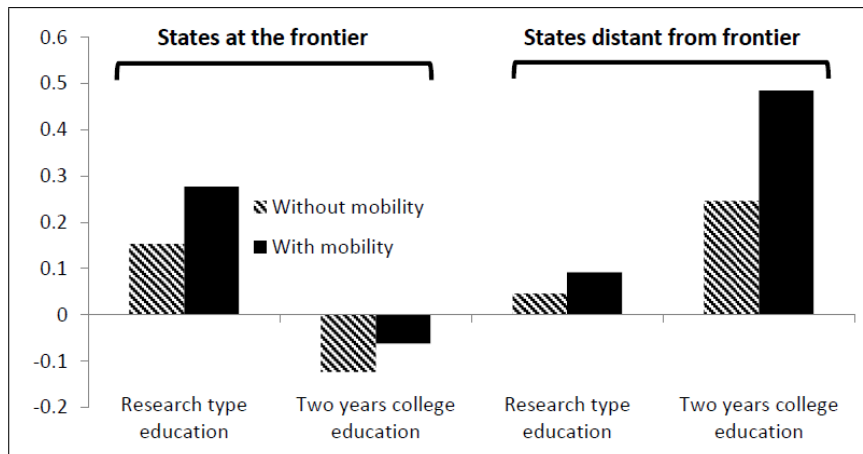 States at the frontier
States distant from frontier
0.6
0.5
0.4
0.3
0.2
0.1
0
-0.1
-0.2
Without mobility
With mobility
Research type
education
Two years college
education
Research type
education
Two years college
education